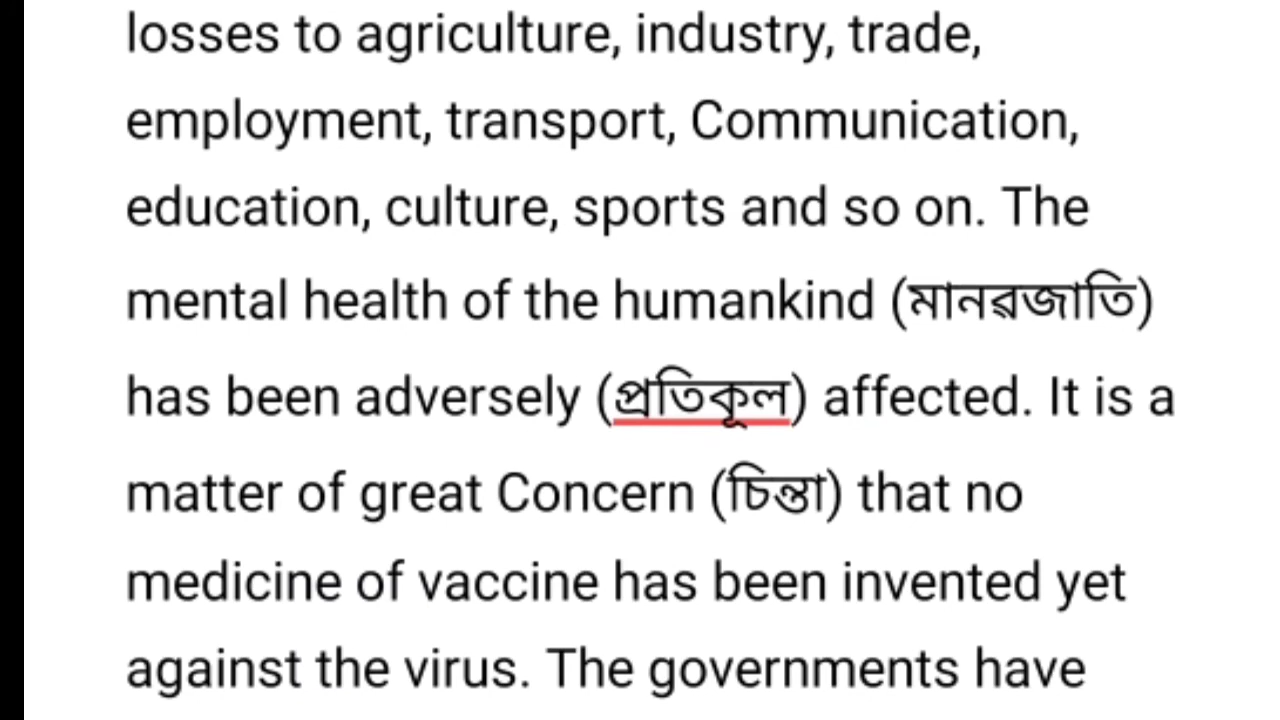 losses to agriculture, industry, trade,
employment, transport, Communication,
education, culture, sports and so on. The
mental health of the humankind (মানৱজাতি)
has been adversely (প্ৰতিকূল) affected. It is a
matter of great Concern (চিন্তা) that no
medicine of vaccine has been invented yet
against the virus. The governments have